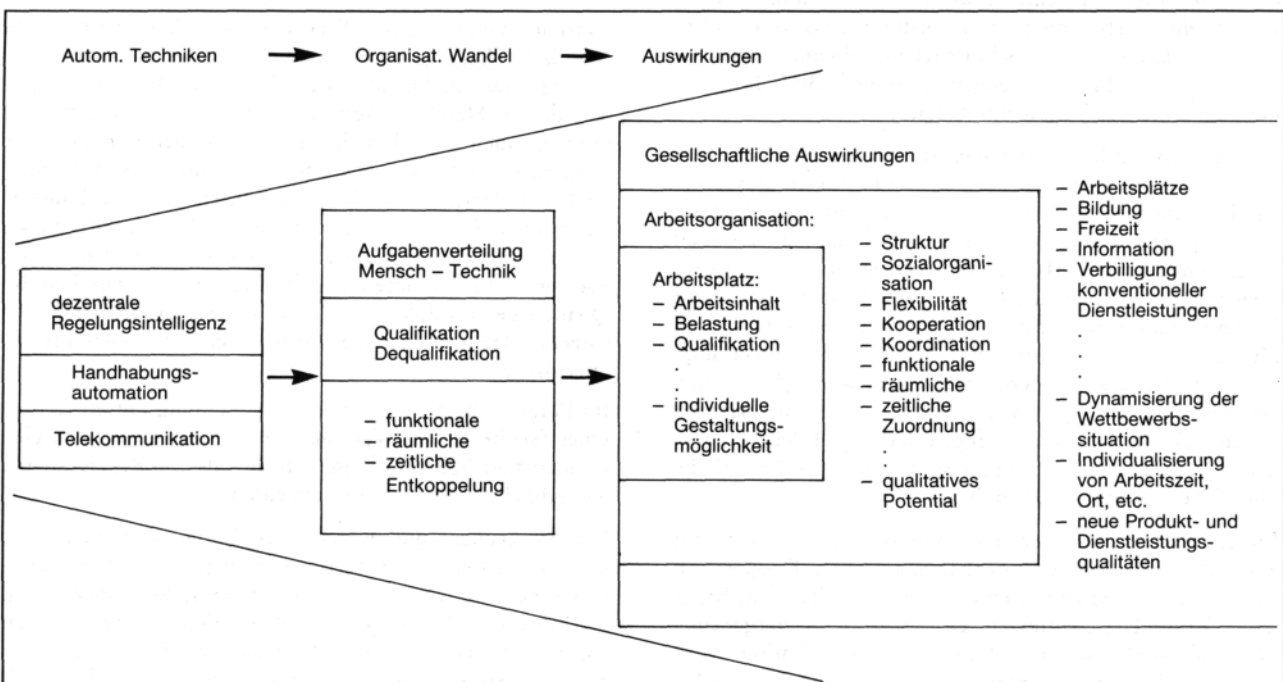 Autom. Techniken
Organisat. Wandel
Auswirkungen
dezentrale
Regelungsintelligenz
Handhabungs-
automation
Telekommunikation
Aufgabenverteilung
Mensch – Technik
Qualifikation
Dequalifikation
– funktionale
– räumliche
– zeitliche
Entkoppelung
Gesellschaftliche Auswirkungen
Arbeitsorganisation:
Arbeitsplatz:
– Arbeitsinhalt
– Belastung
– Qualifikation
.
.
– individuelle
Gestaltungs-
möglichkeit
– Struktur
– Sozialorgani-
sation
– Flexibilität
– Kooperation
– Koordination
– funktionale
– räumliche
– zeitliche
Zuordnung
.
.
– qualitatives
Potential
– Arbeitsplätze
– Bildung
– Freizeit
– Information
– Verbilligung
konventioneller
Dienstleistungen
.
.
.
– Dynamisierung der
Wettbewerbs-
situation
– Individualisierung
von Arbeitszeit,
Ort, etc.
– neue Produkt- und
Dienstleistungs-
qualitäten